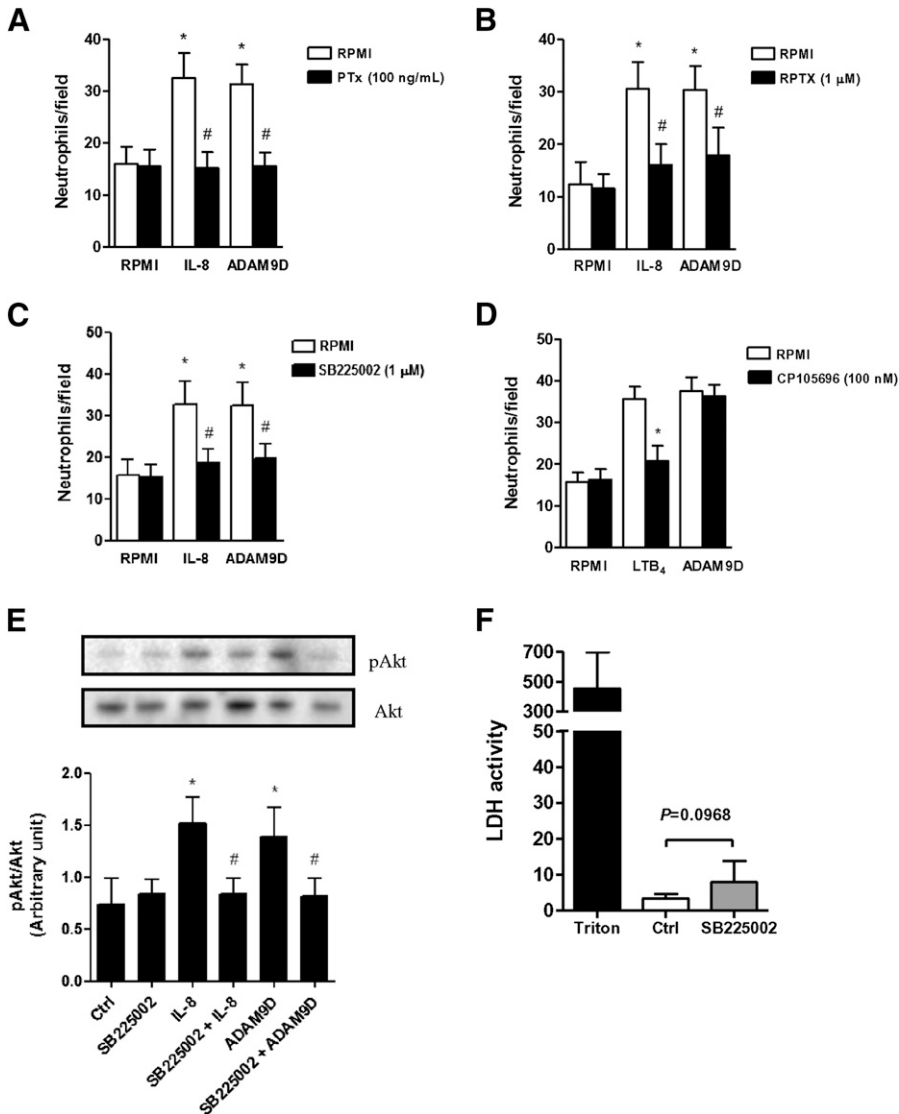 A
Neutrophils/field
40
30
20
10
0
* *
# #
RPMI IL-8 ADAM9D
RPMI
PTx (100 ng/mL)
B
Neutrophils/field
40
30
20
10
0
* *
# #
RPMI IL-8 ADAM9D
RPMI
RPTX (1 µM)
C
Neutrophils/field
50
40
30
20
10
0
* *
# #
RPMI IL-8 ADAM9D
RPMI
SB225002 (1 µM)
D
Neutrophils/field
50
40
30
20
10
0
*
RPMI LTB₄ ADAM9D
RPMI
CP105696 (100 nM)
E
pAkt
Akt
pAkt/Akt
(Arbitrary unit)
2.0
1.5
1.0
0.5
0.0
* *
# #
Ctrl
SB225002
IL-8
SB225002 + IL-8
ADAM9D
SB225002 + ADAM9D
F
LDH activity
700
500
300
50
40
30
20
10
0
P=0.0968
Triton Ctrl SB225002